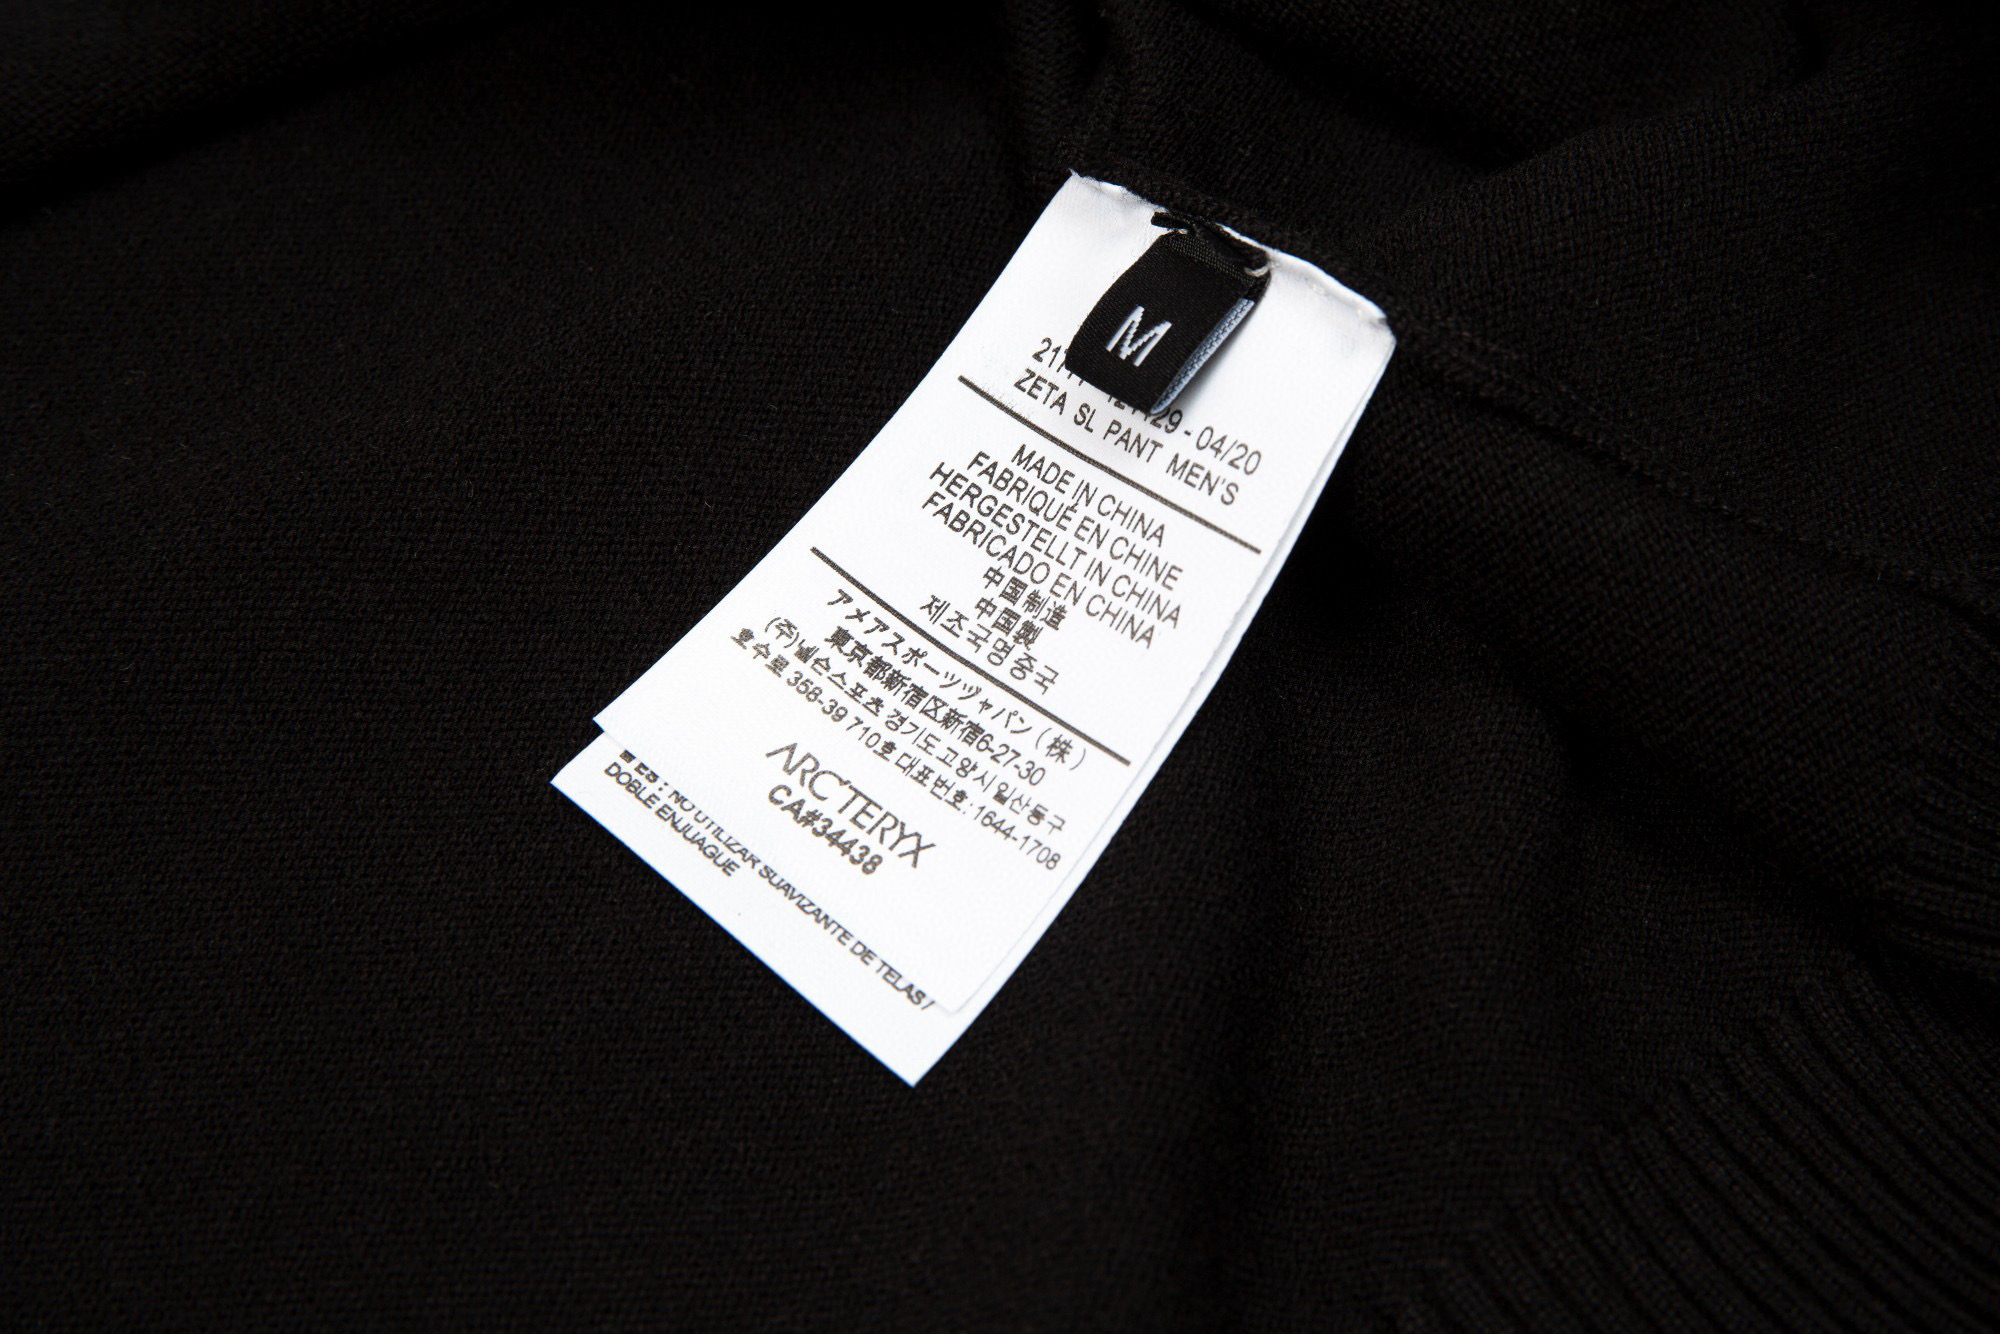 M
29 - 04/20
ZETA SL PANT MEN'S
MADE IN CHINA
FABRIQUÉ EN CHINE
HERGESTELLT IN CHINA
FABRICADO EN CHINA
中国制造
中国製
제조국명중국
アメアスポーツジャパン（株）
東京都新宿区新宿6-27-30
(주)넬슨스포츠 경기도 고양시 일산동구
호수로 358-39 710호 대표번호: 1644-1708
ARC'TERYX
CA#34438
ES : NO UTILIZAR SUAVIZANTE DE TELAS /
DOBLE ENJUAGUE